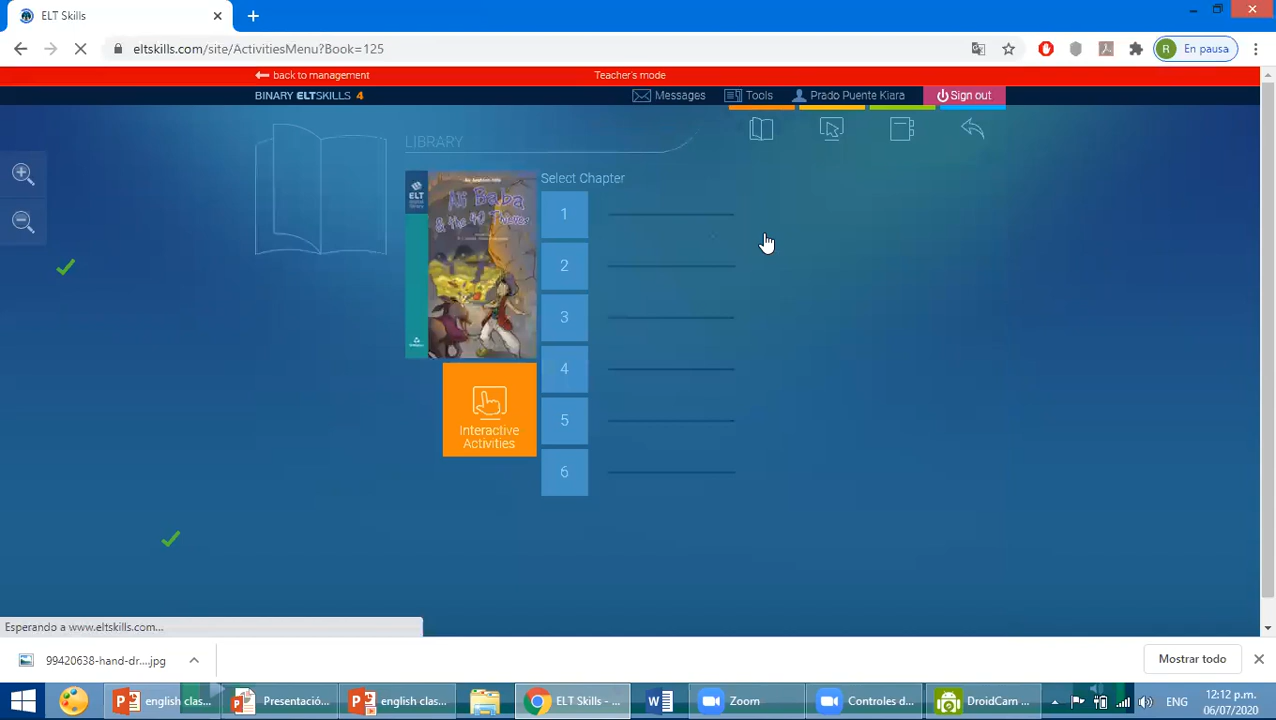 ELT Skills
eltskills.com/site/ActivitiesMenu?Book=125
R En pausa
back to management
Teacher's mode
BINARY ELTSKILLS 4
Messages
Tools
Prado Puente Kiara
Sign out
LIBRARY
ELT
Ali Baba
& the 40 Thieves
Select Chapter
1
2
3
4
5
6
Interactive
Activities
Esperando a www.eltskills.com...
99420638-hand-dr....jpg
Mostrar todo
english clas...
Presentació...
english clas...
ELT Skills - ...
Zoom
Controles d...
DroidCam ...
ENG
12:12 p.m.
06/07/2020